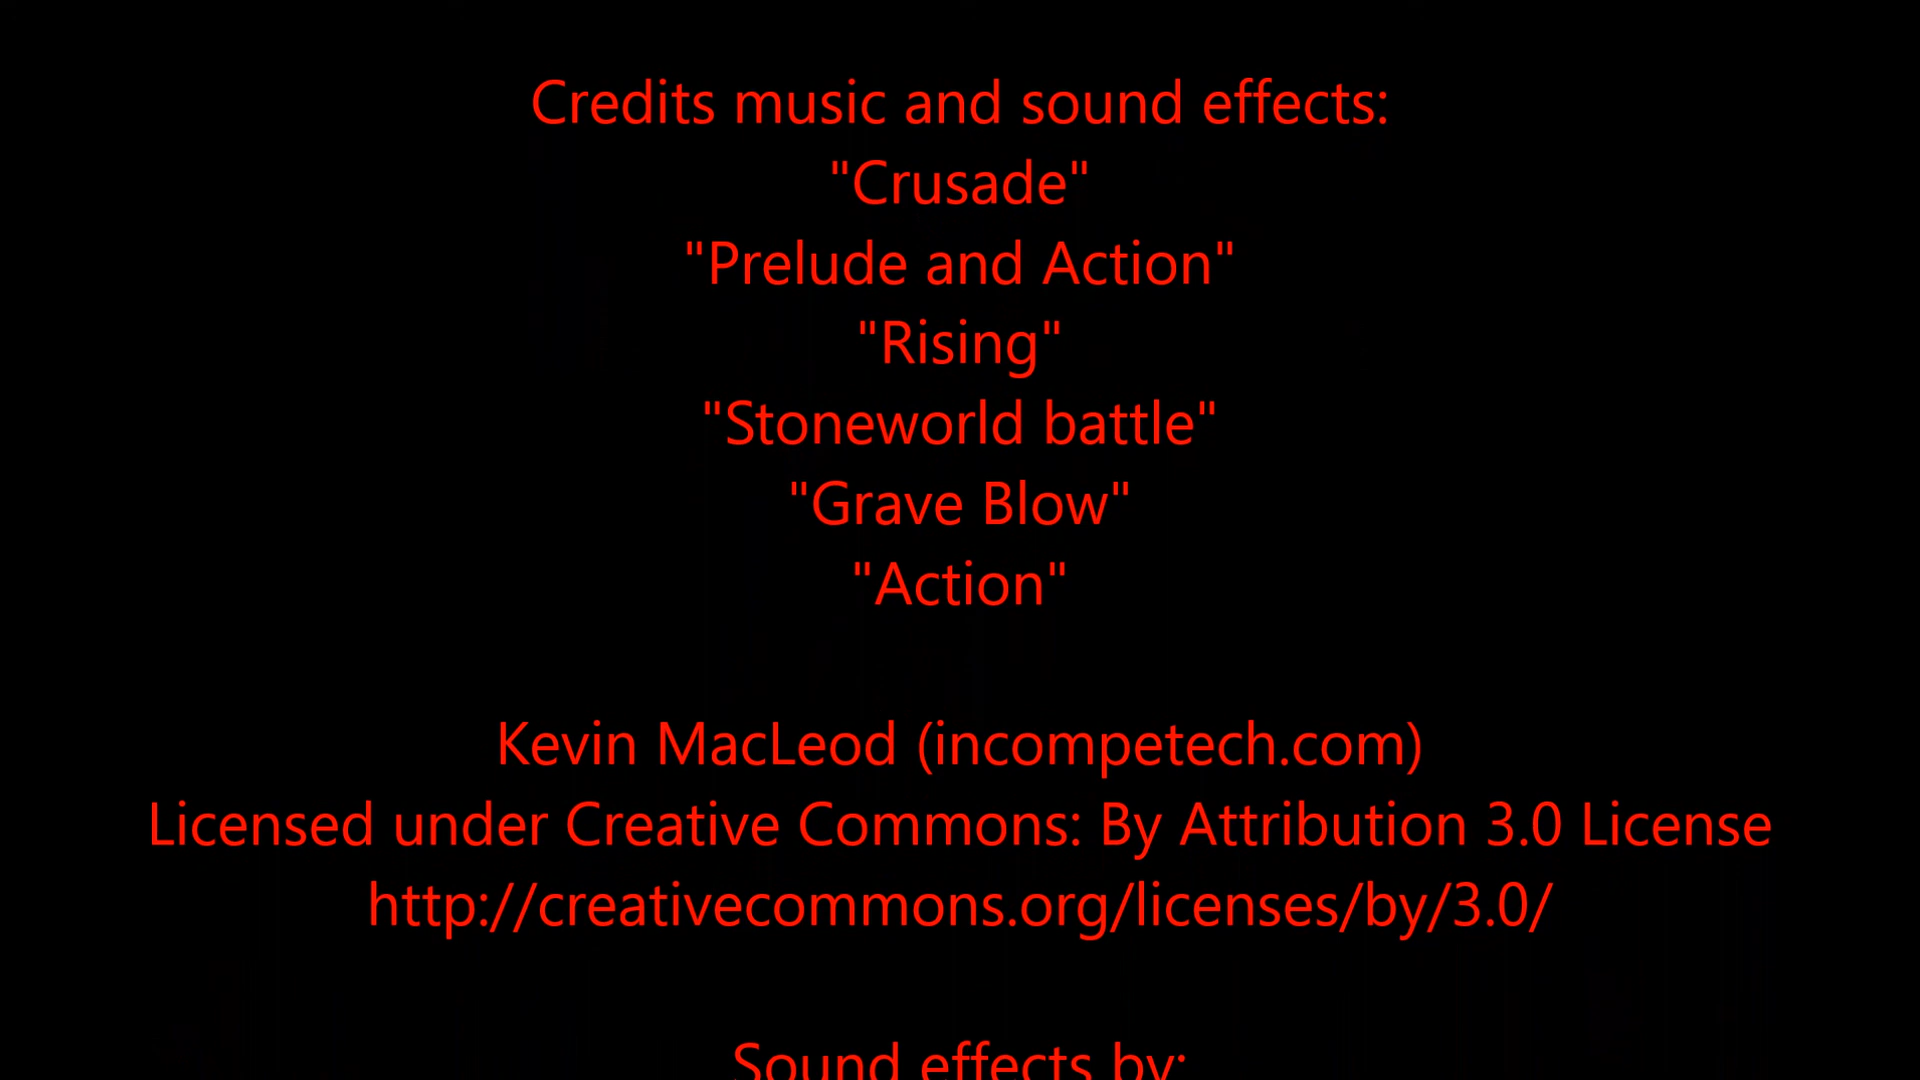 Credits music and sound effects:
"Crusade"
"Prelude and Action"
"Rising"
"Stoneworld battle"
"Grave Blow"
"Action"
Kevin MacLeod (incompetech.com)
Licensed under Creative Commons: By Attribution 3.0 License
http://creativecommons.org/licenses/by/3.0/
Sound effects by: